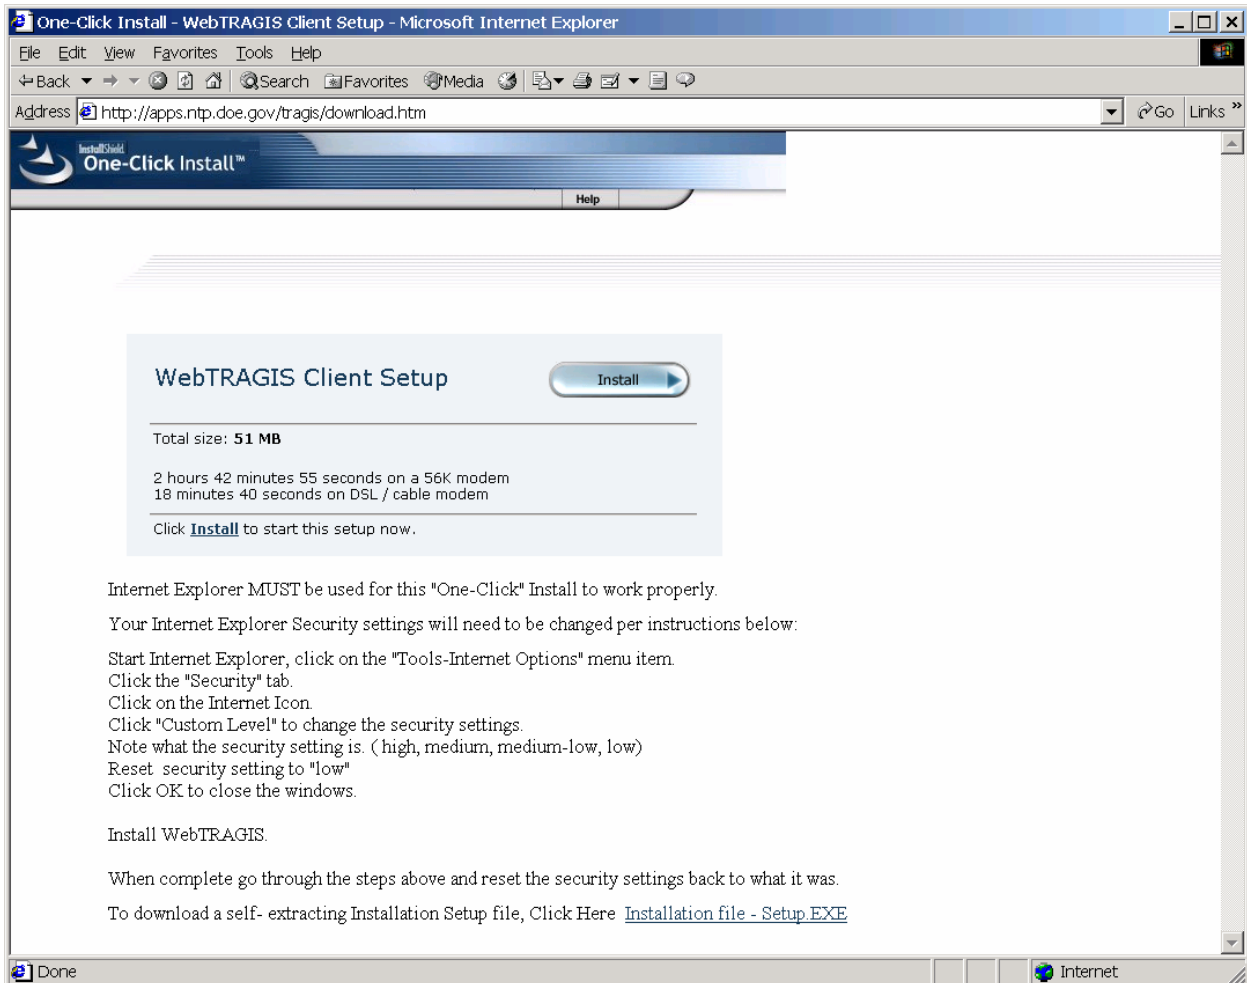 One-Click Install - WebTRAGIS Client Setup - Microsoft Internet Explorer
File Edit View Favorites Tools Help
Back Search Favorites Media
Address http://apps.ntp.doe.gov/tragis/download.htm Go Links »
InstallShield
One-Click Install™
Help
WebTRAGIS Client Setup Install
Total size: 51 MB
2 hours 42 minutes 55 seconds on a 56K modem
18 minutes 40 seconds on DSL / cable modem
Click Install to start this setup now.
Internet Explorer MUST be used for this "One-Click" Install to work properly.
Your Internet Explorer Security settings will need to be changed per instructions below:
Start Internet Explorer, click on the "Tools-Internet Options" menu item.
Click the "Security" tab.
Click on the Internet Icon.
Click "Custom Level" to change the security settings.
Note what the security setting is. ( high, medium, medium-low, low)
Reset security setting to "low"
Click OK to close the windows.
Install WebTRAGIS.
When complete go through the steps above and reset the security settings back to what it was.
To download a self- extracting Installation Setup file, Click Here Installation file - Setup.EXE
Done Internet